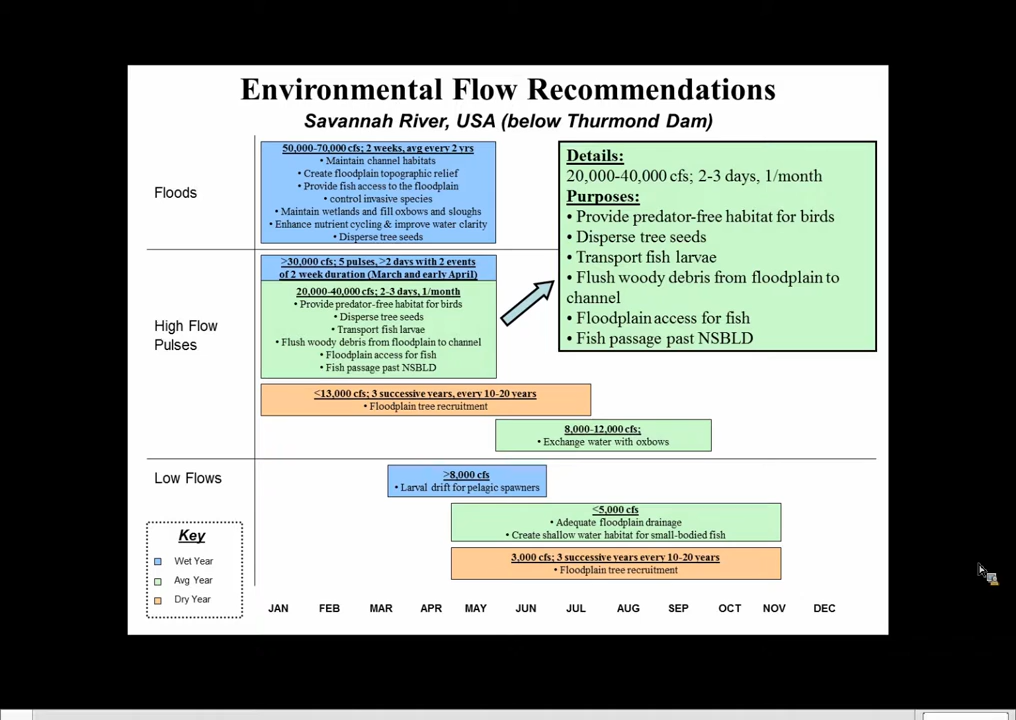 Environmental Flow Recommendations
Savannah River, USA (below Thurmond Dam)
Floods
50,000-70,000 cfs; 2 weeks, avg every 2 yrs
• Maintain channel habitats
• Create floodplain topographic relief
• Provide fish access to the floodplain
• control invasive species
• Maintain wetlands and fill oxbows and sloughs
• Enhance nutrient cycling & improve water clarity
• Disperse tree seeds
Details:
20,000-40,000 cfs; 2-3 days, 1/month
Purposes:
• Provide predator-free habitat for birds
• Disperse tree seeds
• Transport fish larvae
• Flush woody debris from floodplain to
channel
• Floodplain access for fish
• Fish passage past NSBLD
High Flow
Pulses
>30,000 cfs; 5 pulses, >2 days with 2 events
of 2 week duration (March and early April)
20,000-40,000 cfs; 2-3 days, 1/month
• Provide predator-free habitat for birds
• Disperse tree seeds
• Transport fish larvae
• Flush woody debris from floodplain to channel
• Floodplain access for fish
• Fish passage past NSBLD
<13,000 cfs; 3 successive years, every 10-20 years
• Floodplain tree recruitment
8,000-12,000 cfs;
• Exchange water with oxbows
Low Flows
>8,000 cfs
• Larval drift for pelagic spawners
<5,000 cfs
• Adequate floodplain drainage
• Create shallow water habitat for small-bodied fish
3,000 cfs; 3 successive years every 10-20 years
• Floodplain tree recruitment
Key
Wet Year
Avg Year
Dry Year
JAN FEB MAR APR MAY JUN JUL AUG SEP OCT NOV DEC